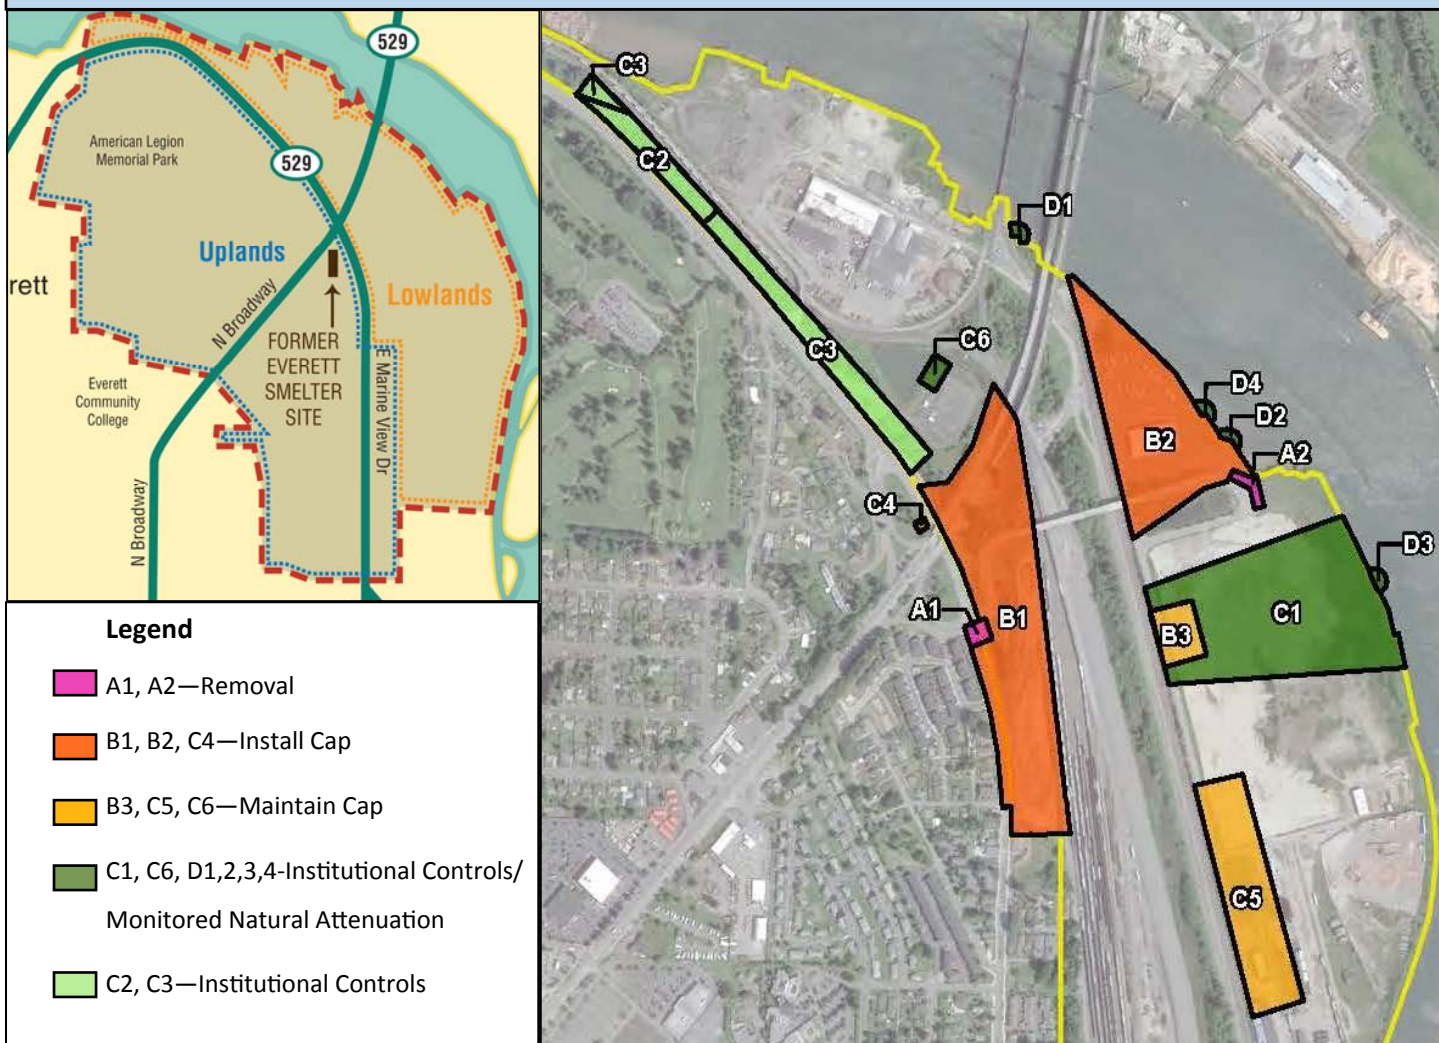 529
529
American Legion
Memorial Park
Uplands
rett
Lowlands
N Broadway
FORMER
EVERETT
SMELTER
SITE
E Marine View Dr
Everett
Community
College
N Broadway
Legend
A1, A2—Removal
B1, B2, C4—Install Cap
B3, C5, C6—Maintain Cap
C1, C6, D1,2,3,4-Institutional Controls/
Monitored Natural Attenuation
C2, C3—Institutional Controls
C3
C2
D1
C3
C6
D4
B2
D2
A2
C4
D3
A1
B1
B3
C1
C5